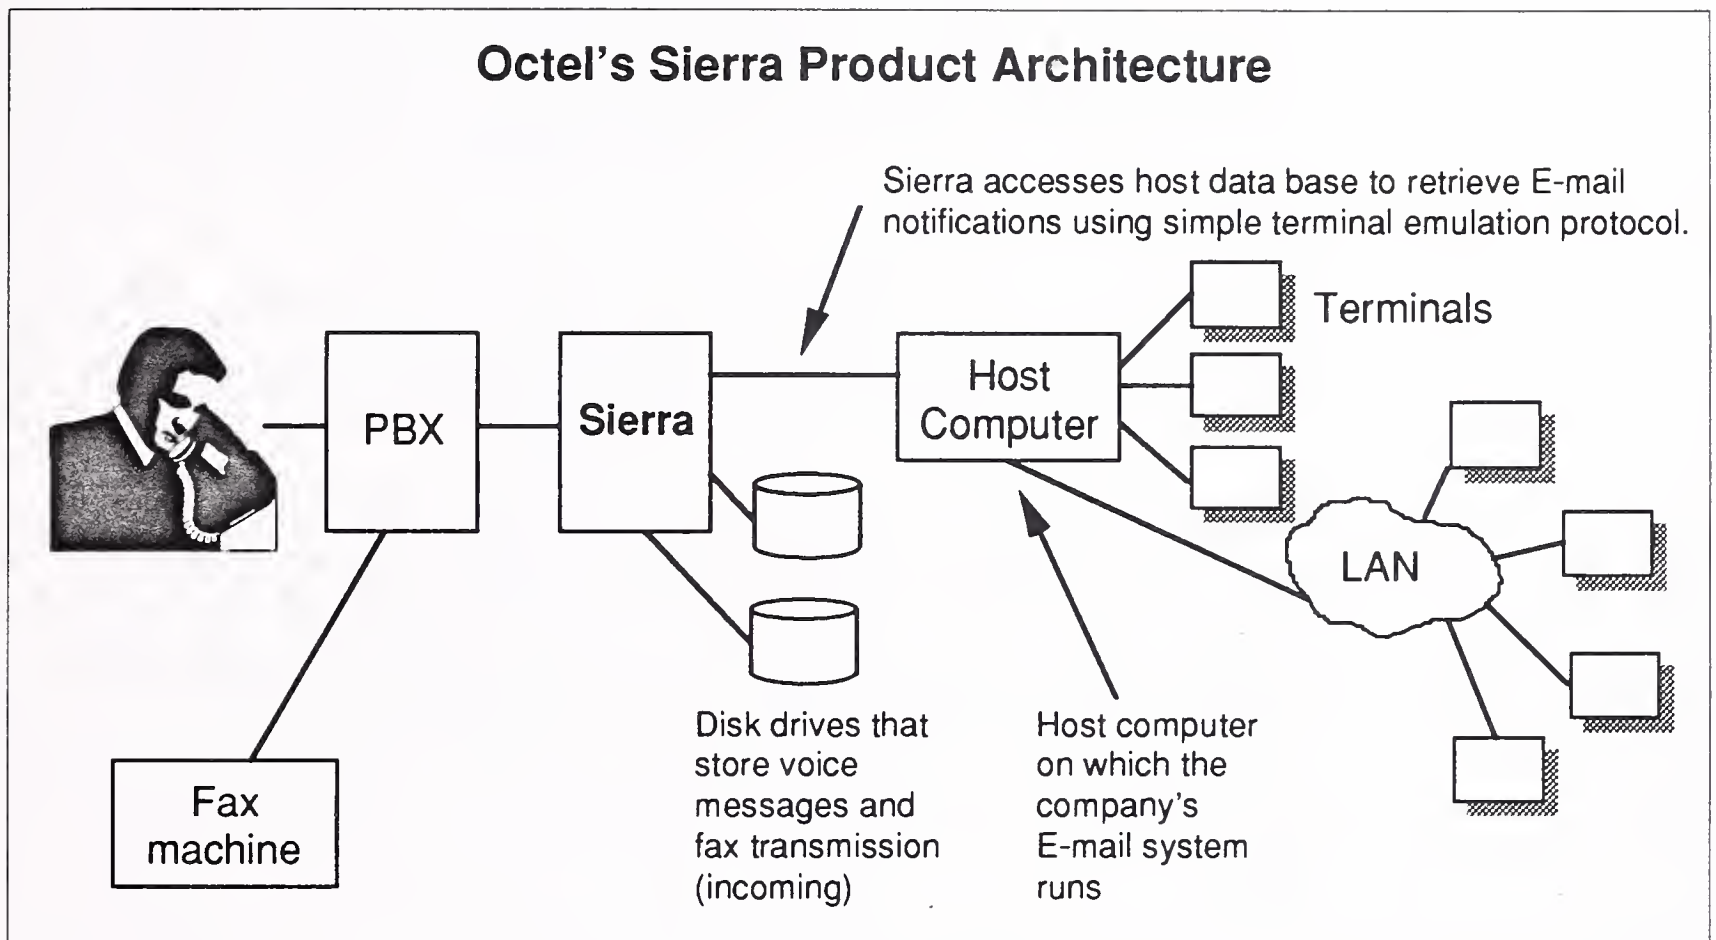 Octel's Sierra Product Architecture
Sierra accesses host data base to retrieve E-mail
notifications using simple terminal emulation protocol.
Terminals
PBX
Sierra
Host
Computer
LAN
Disk drives that
store voice
messages and
fax transmission
(incoming)
Host computer
on which the
company's
E-mail system
runs
Fax
machine